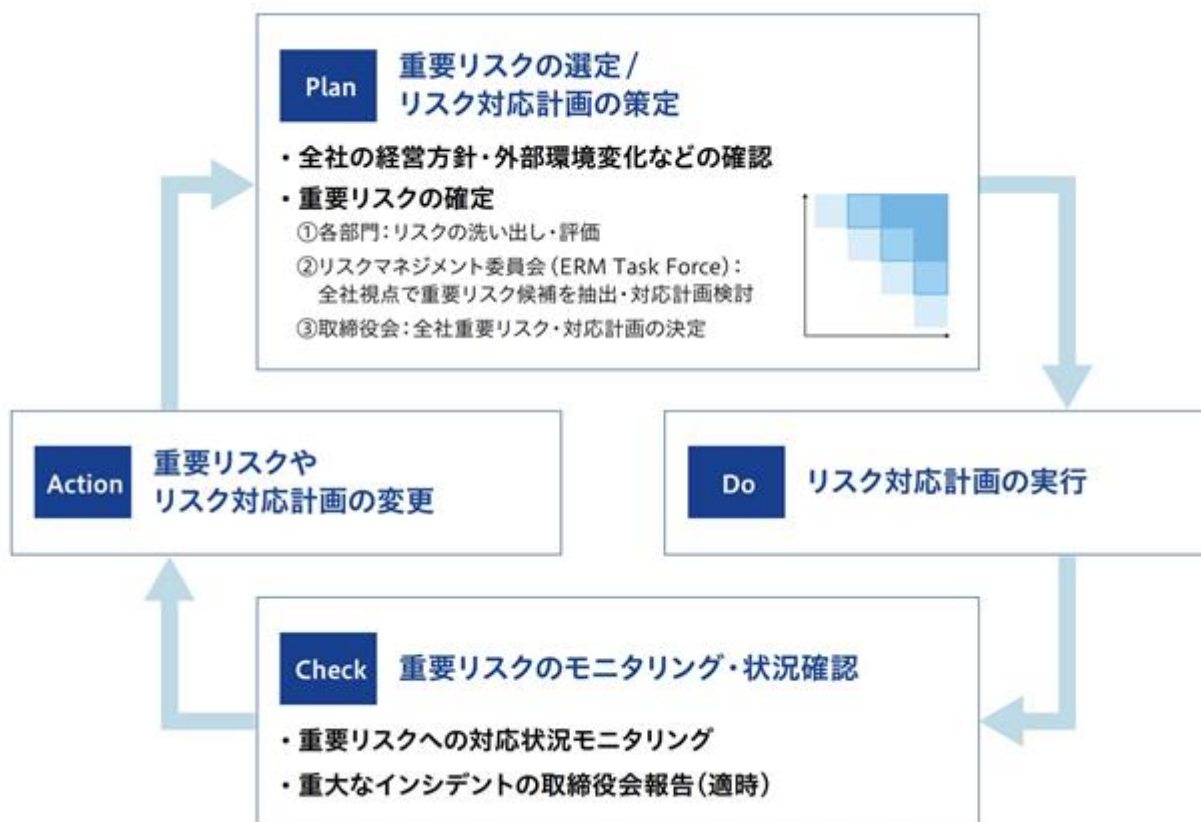 Plan
重要リスクの選定/
リスク対応計画の策定
・全社の経営方針・外部環境変化などの確認
・重要リスクの確定
①各部門：リスクの洗い出し・評価
②リスクマネジメント委員会（ERM Task Force）：
全社視点で重要リスク候補を抽出・対応計画検討
③取締役会：全社重要リスク・対応計画の決定
Action
重要リスクや
リスク対応計画の変更
Do
リスク対応計画の実行
Check
重要リスクのモニタリング・状況確認
・重要リスクへの対応状況モニタリング
・重大なインシデントの取締役会報告（適時）